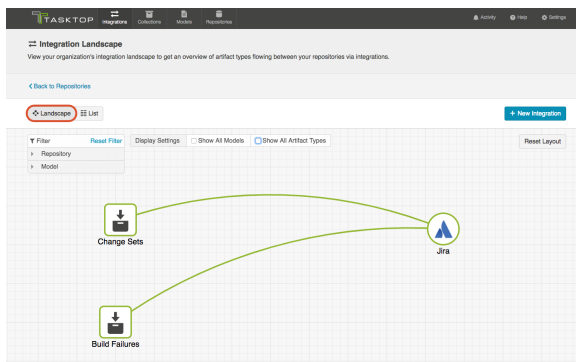 TASKTOP
Integrations
Collections
Models
Repositories
Activity
Help
Settings
Integration Landscape
View your organization's integration landscape to get an overview of artifact types flowing between your repositories via integrations.
Back to Repositories
Landscape
List
+ New Integration
Filter
Reset Filter
Display Settings
Show All Models
Show All Artifact Types
Reset Layout
Repository
Model
Change Sets
Jira
Build Failures